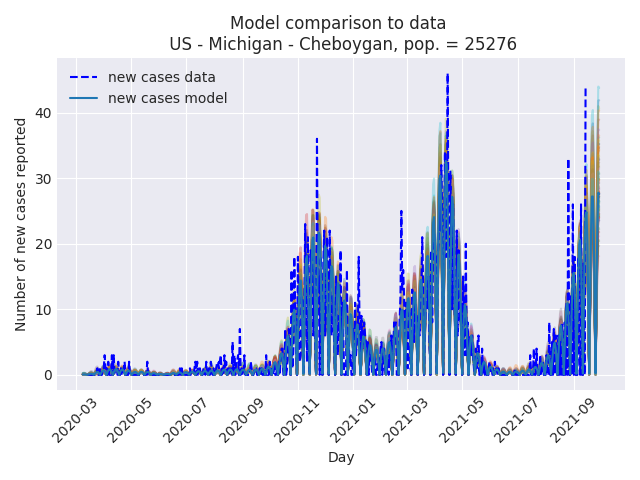 Model comparison to data
US - Michigan - Cheboygan, pop. = 25276
new cases data
new cases model
Number of new cases reported
40
30
20
10
0
2020-03
2020-05
2020-07
2020-09
2020-11
2021-01
2021-03
2021-05
2021-07
2021-09
Day